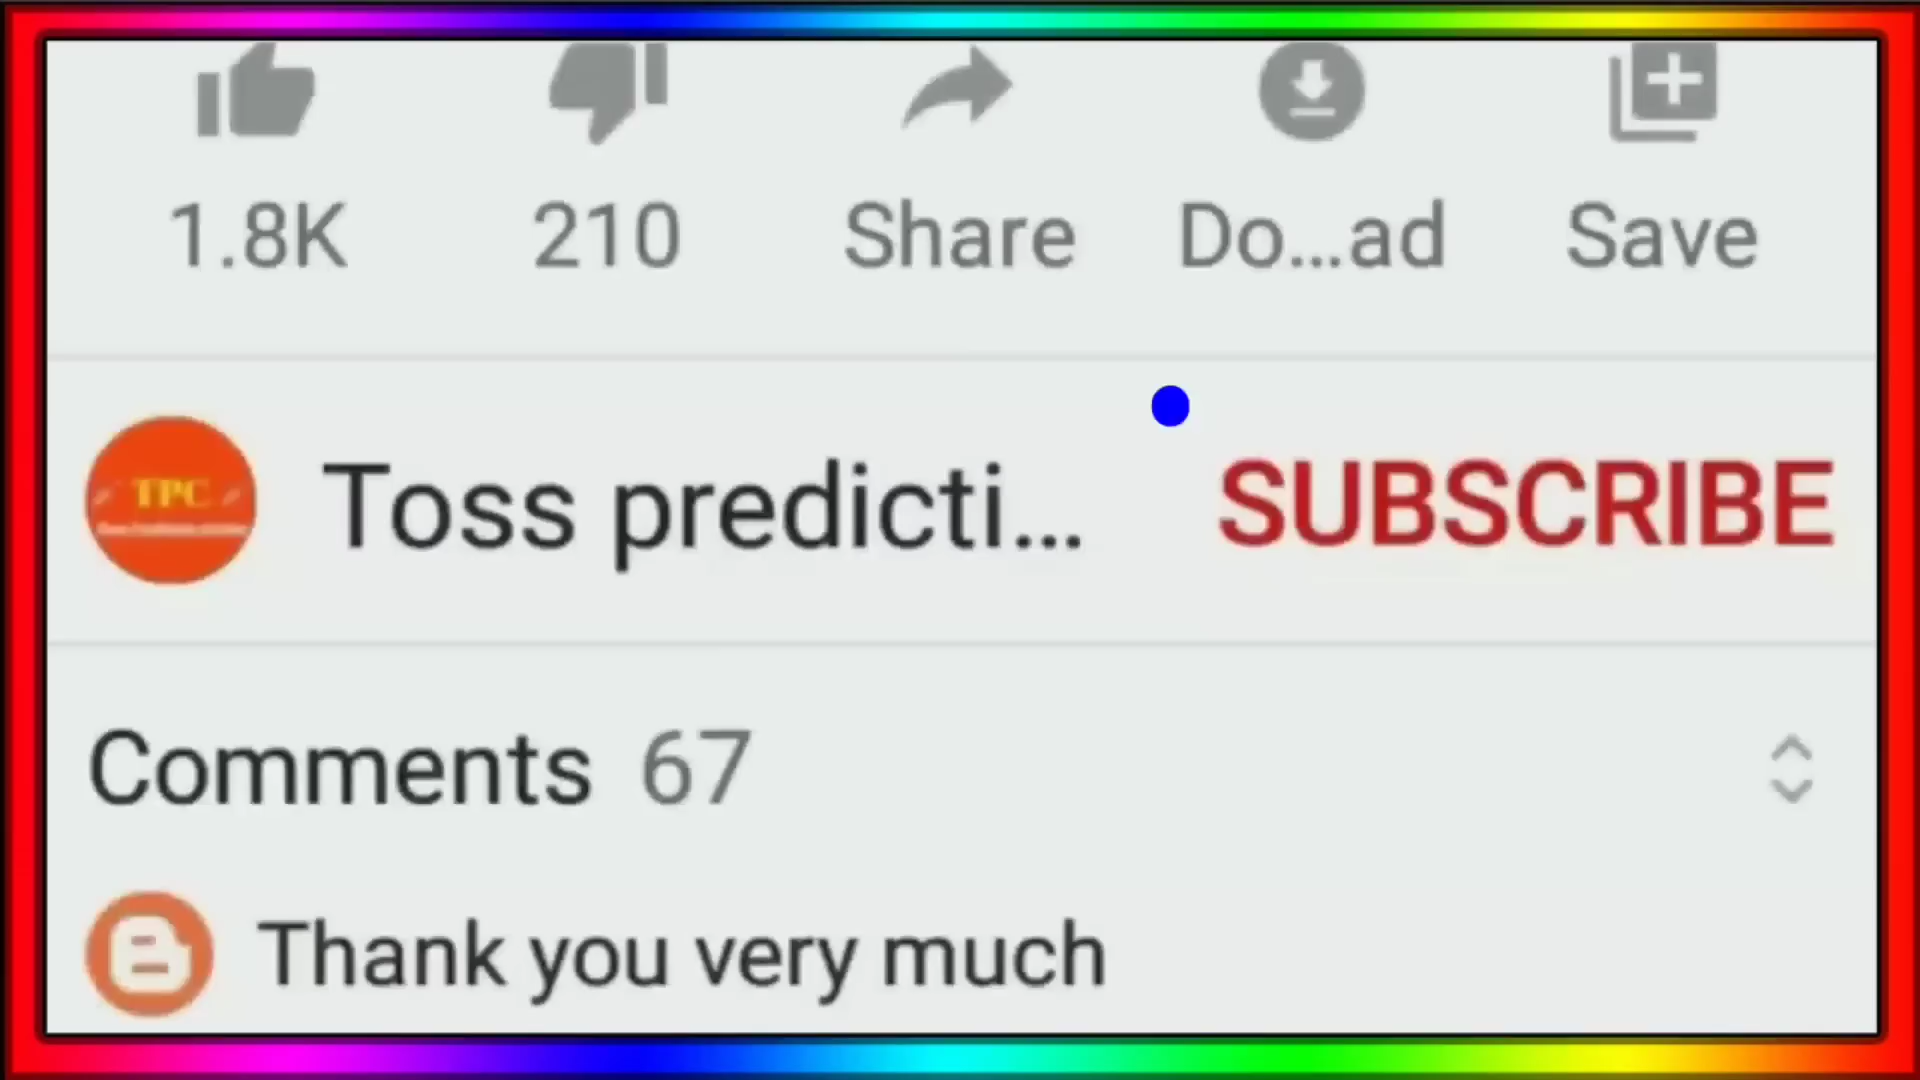 1.8K 210 Share Do...ad Save
TPC
Toss predicti... SUBSCRIBE
Comments 67
Thank you very much